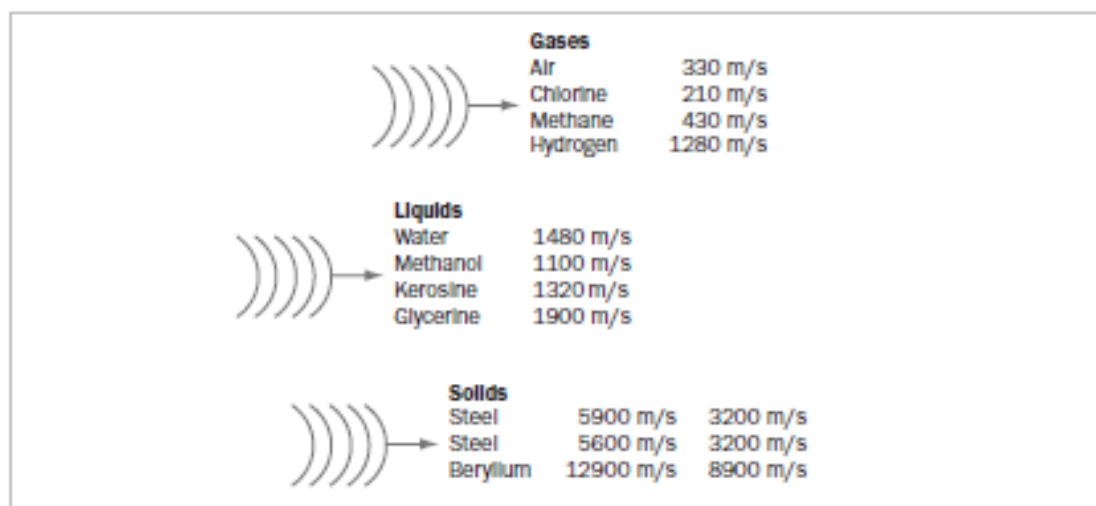 Gases
Air 330 m/s
Chlorine 210 m/s
Methane 430 m/s
Hydrogen 1280 m/s
Liquids
Water 1480 m/s
Methanol 1100 m/s
Kerosine 1320 m/s
Glycerine 1900 m/s
Solids
Steel 5900 m/s 3200 m/s
Steel 5600 m/s 3200 m/s
Beryllum 12900 m/s 8900 m/s